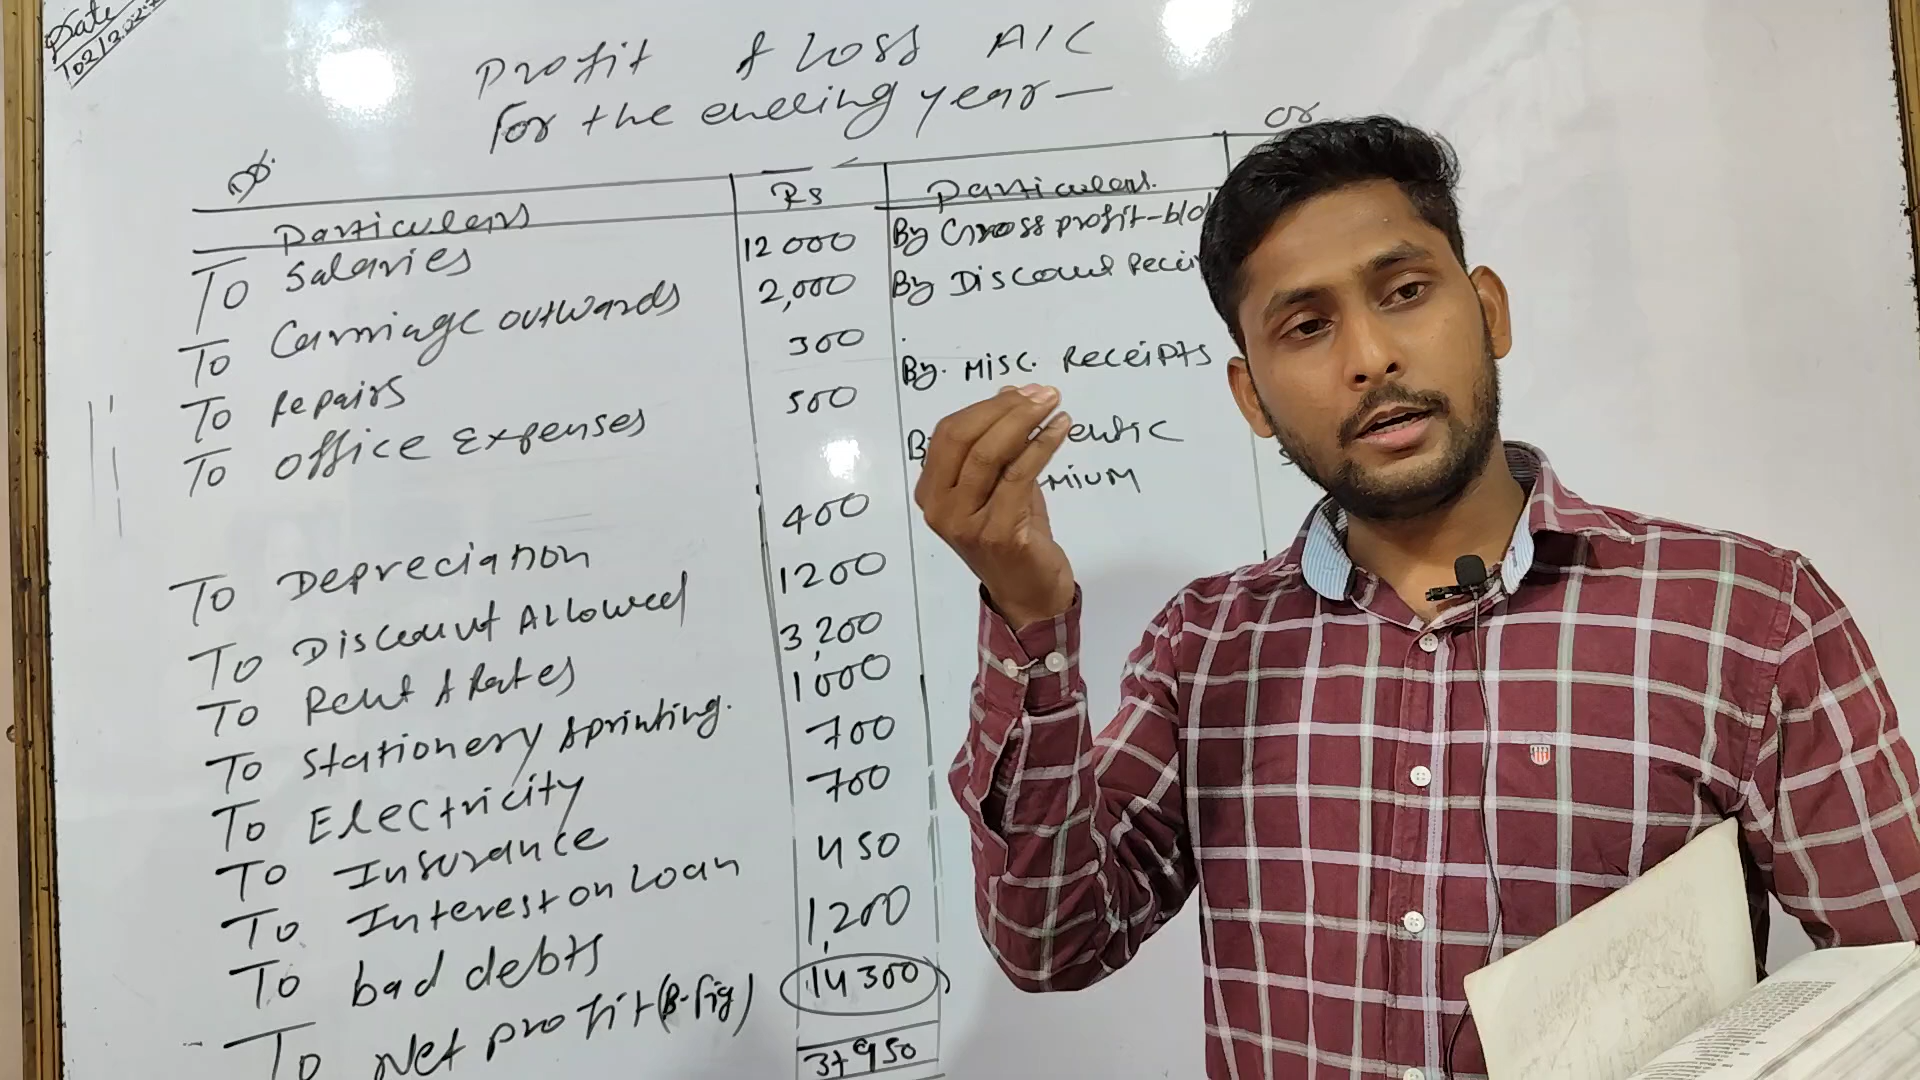 Date
Profit & Loss A/C
For the ending year —
Dr.
Particulars Rs Particulars.
To Salaries 12000 By Gross profit-b/d
To Carriage outwards 2,000 By Discount Recei
To Repairs 300 By. Misc. Receipts
To Office Expenses 500
mium
To Depreciation 400
To Discount Allowed 1200
To Rent & Rates 3,200
To Stationery & printing. 1000
To Electricity 700
To Insurance 700
To Interest on Loan 450
To bad debts 1,200
To Net profit (B.fig) 14300
37950